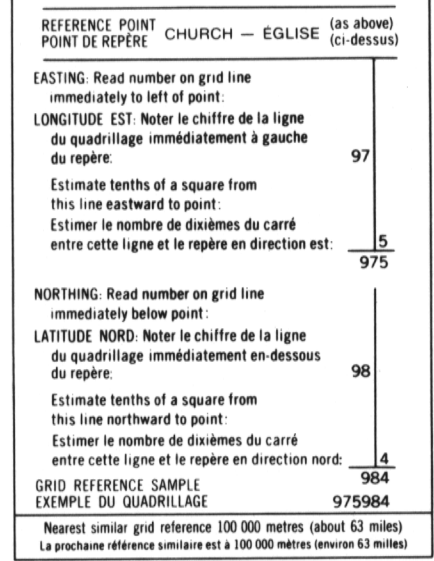 REFERENCE POINT CHURCH — ÉGLISE (as above)
POINT DE REPÈRE (ci-dessus)
EASTING: Read number on grid line
immediately to left of point:
LONGITUDE EST: Noter le chiffre de la ligne
du quadrillage immédiatement à gauche
du repère: 97
Estimate tenths of a square from
this line eastward to point:
Estimer le nombre de dixièmes du carré
entre cette ligne et le repère en direction est: 5
975
NORTHING: Read number on grid line
immediately below point:
LATITUDE NORD: Noter le chiffre de la ligne
du quadrillage immédiatement en-dessous
du repère: 98
Estimate tenths of a square from
this line northward to point:
Estimer le nombre de dixièmes du carré
entre cette ligne et le repère en direction nord: 4
GRID REFERENCE SAMPLE 984
EXEMPLE DU QUADRILLAGE 975984
Nearest similar grid reference 100 000 metres (about 63 miles)
La prochaine référence similaire est à 100 000 mètres (environ 63 milles)